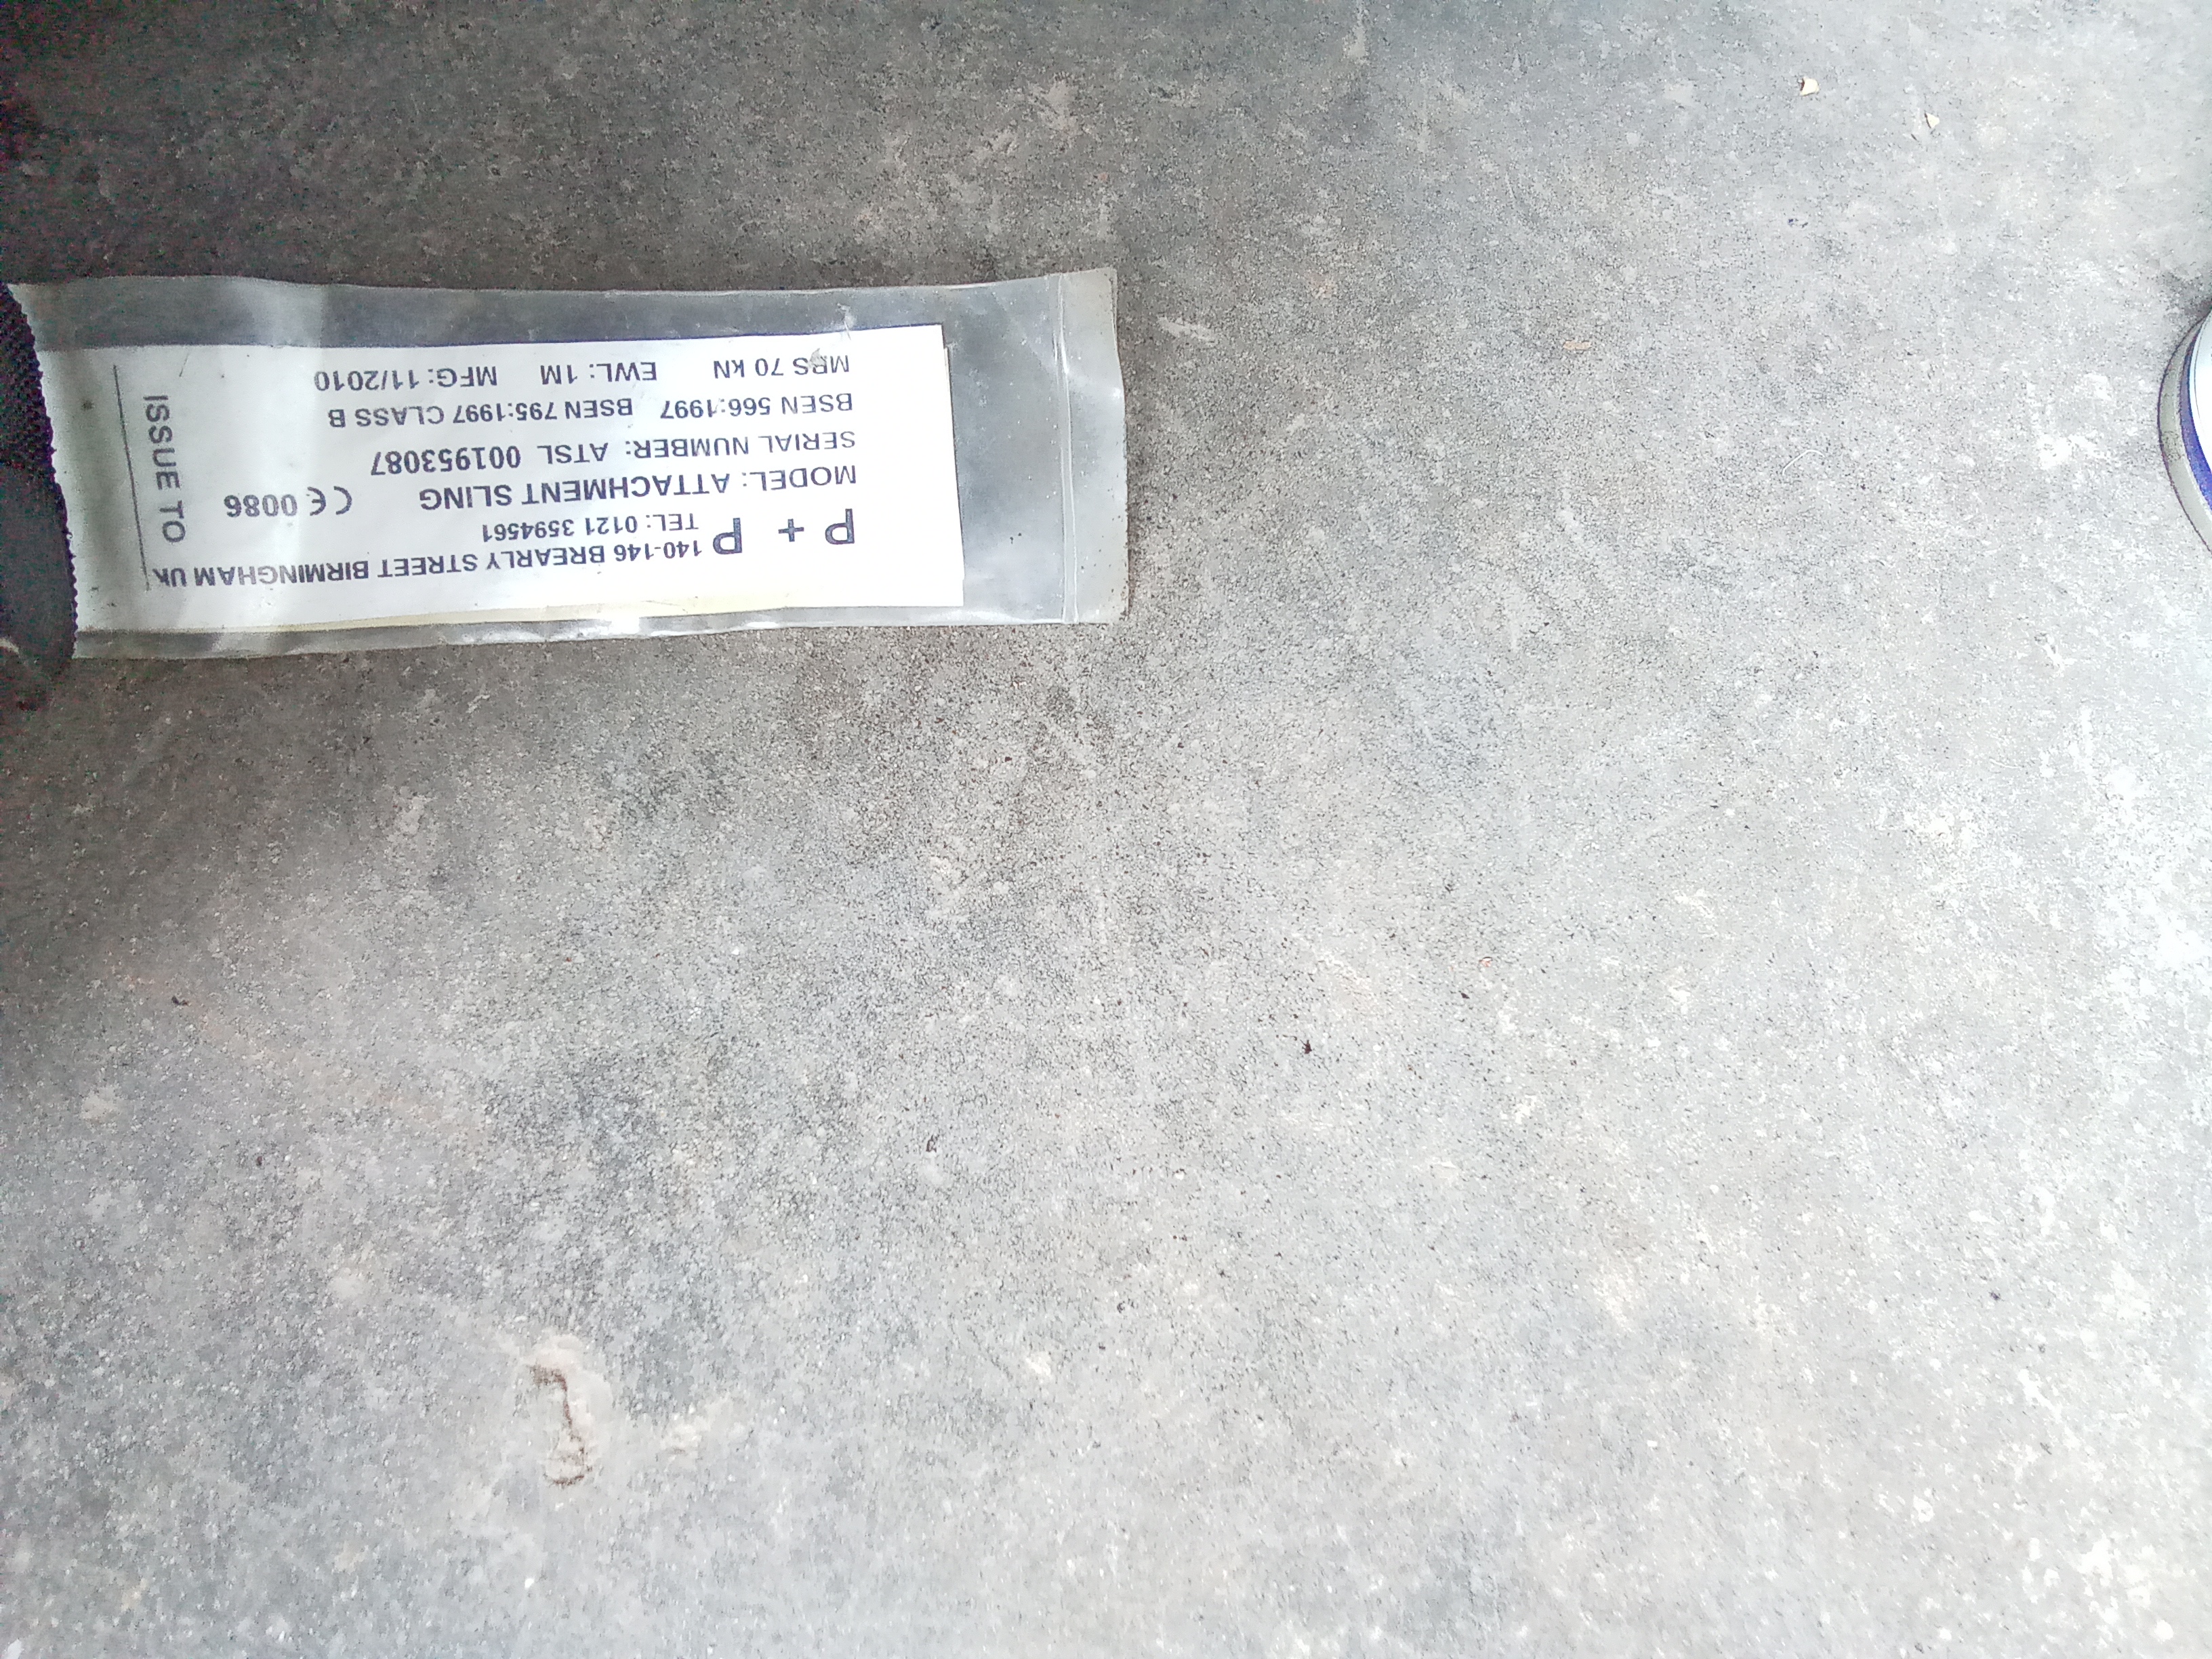 140-146 BREARLY STREET BIRMINGHAM UK
P + P TEL: 0121 3594561
MODEL: ATTACHMENT SLING CE 0086
SERIAL NUMBER: ATSL 001953087
BSEN 566:1997 BSEN 795:1997 CLASS B
MBS 70 kN EWL: 1M MFG: 11/2010
ISSUE TO